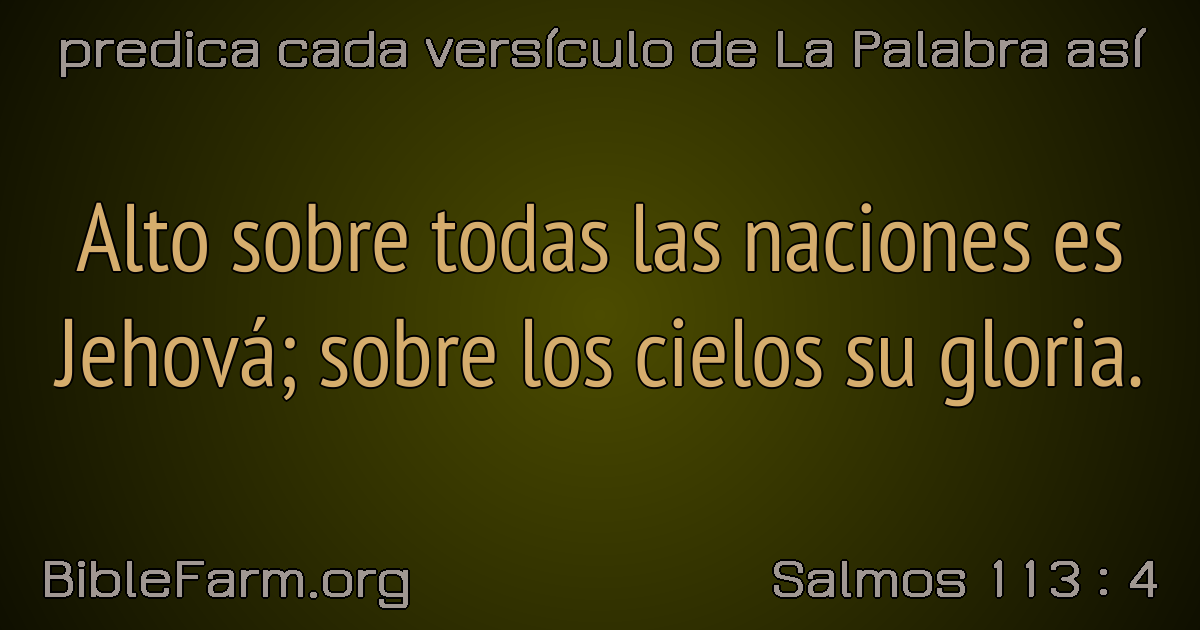 predica cada versículo de La Palabra así
Alto sobre todas las naciones es
Jehová; sobre los cielos su gloria.
BibleFarm.org
Salmos 113 : 4